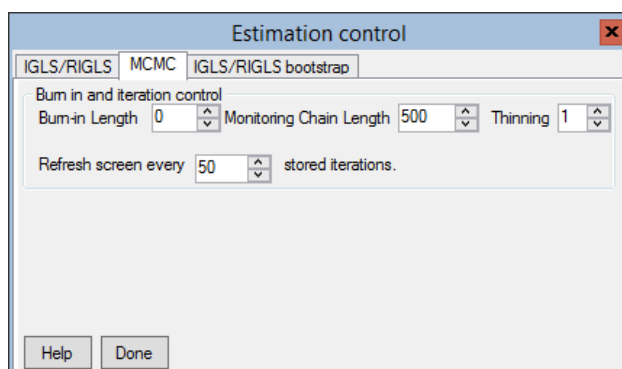 Estimation control
IGLS/RIGLS MCMC IGLS/RIGLS bootstrap
Burn in and iteration control
Burn-in Length 0 Monitoring Chain Length 500 Thinning 1
Refresh screen every 50 stored iterations.
Help Done